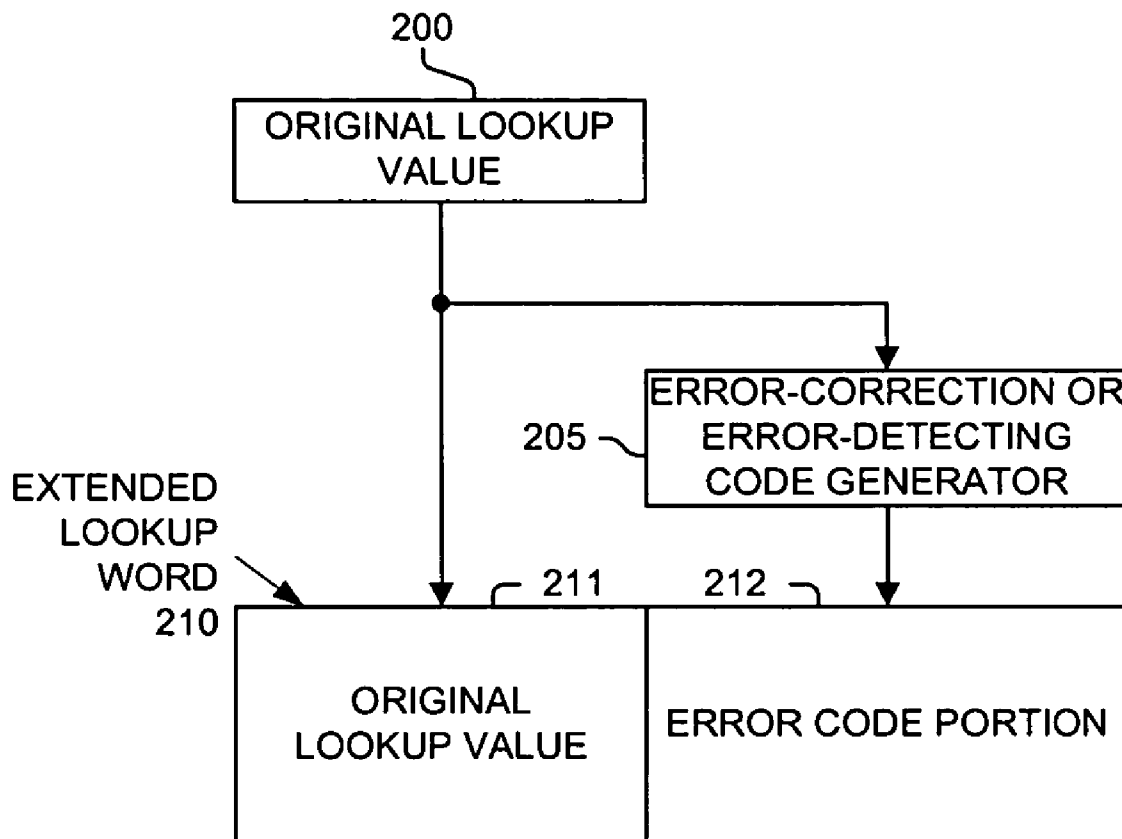 200
ORIGINAL LOOKUP
VALUE
ERROR-CORRECTION OR
205
ERROR-DETECTING
CODE GENERATOR
EXTENDED
LOOKUP
WORD
210
211
212
ORIGINAL
LOOKUP VALUE
ERROR CODE PORTION